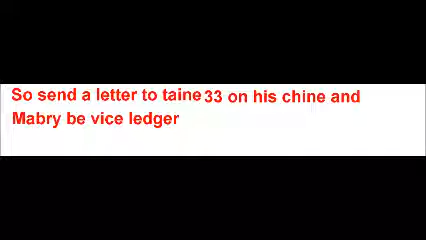 So send a letter to taine 33 on his chine and
Mabry be vice ledger